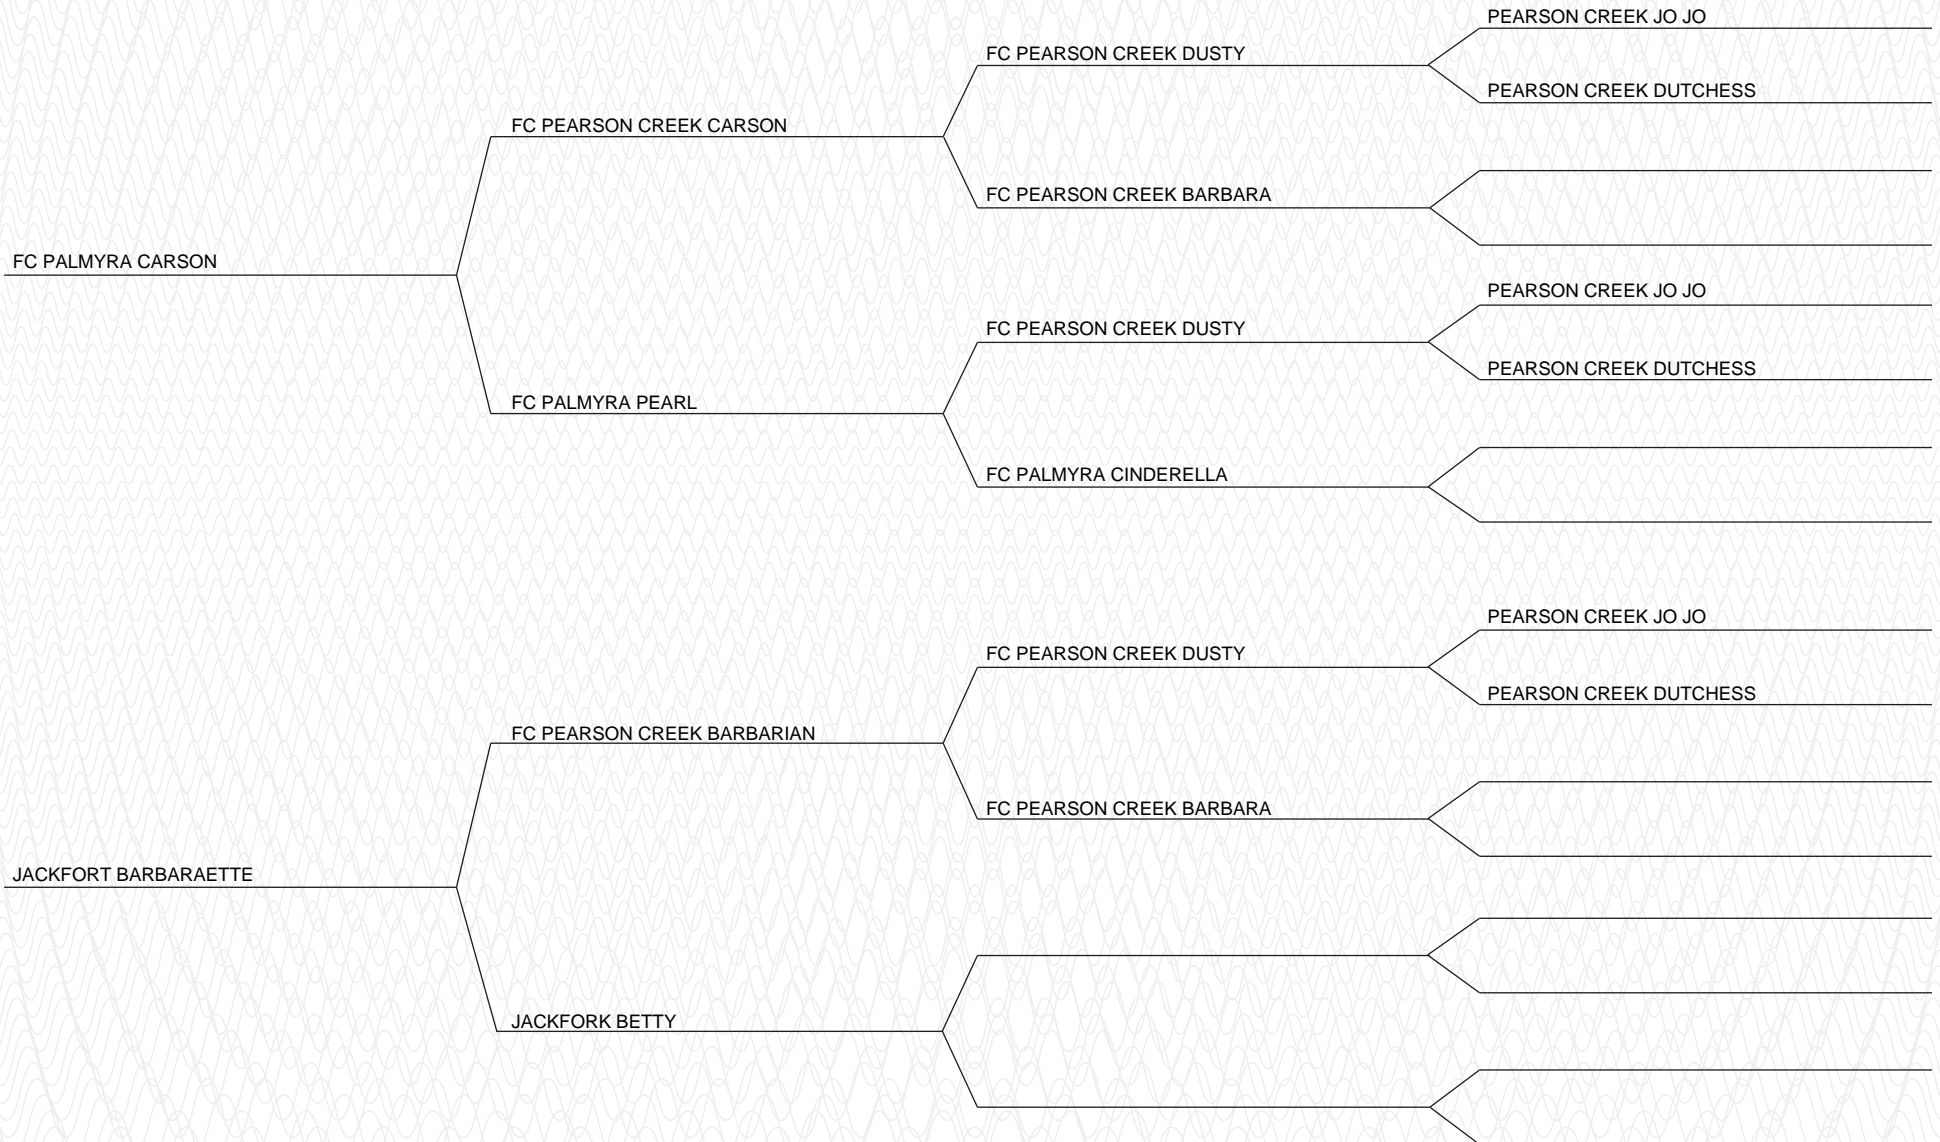 PEARSON CREEK JO JO
FC PEARSON CREEK DUSTY
PEARSON CREEK DUTCHESS
FC PEARSON CREEK CARSON
FC PEARSON CREEK BARBARA
FC PALMYRA CARSON
PEARSON CREEK JO JO
FC PEARSON CREEK DUSTY
PEARSON CREEK DUTCHESS
FC PALMYRA PEARL
FC PALMYRA CINDERELLA
PEARSON CREEK JO JO
FC PEARSON CREEK DUSTY
PEARSON CREEK DUTCHESS
FC PEARSON CREEK BARBARIAN
FC PEARSON CREEK BARBARA
JACKFORT BARBARAETTE
JACKFORK BETTY